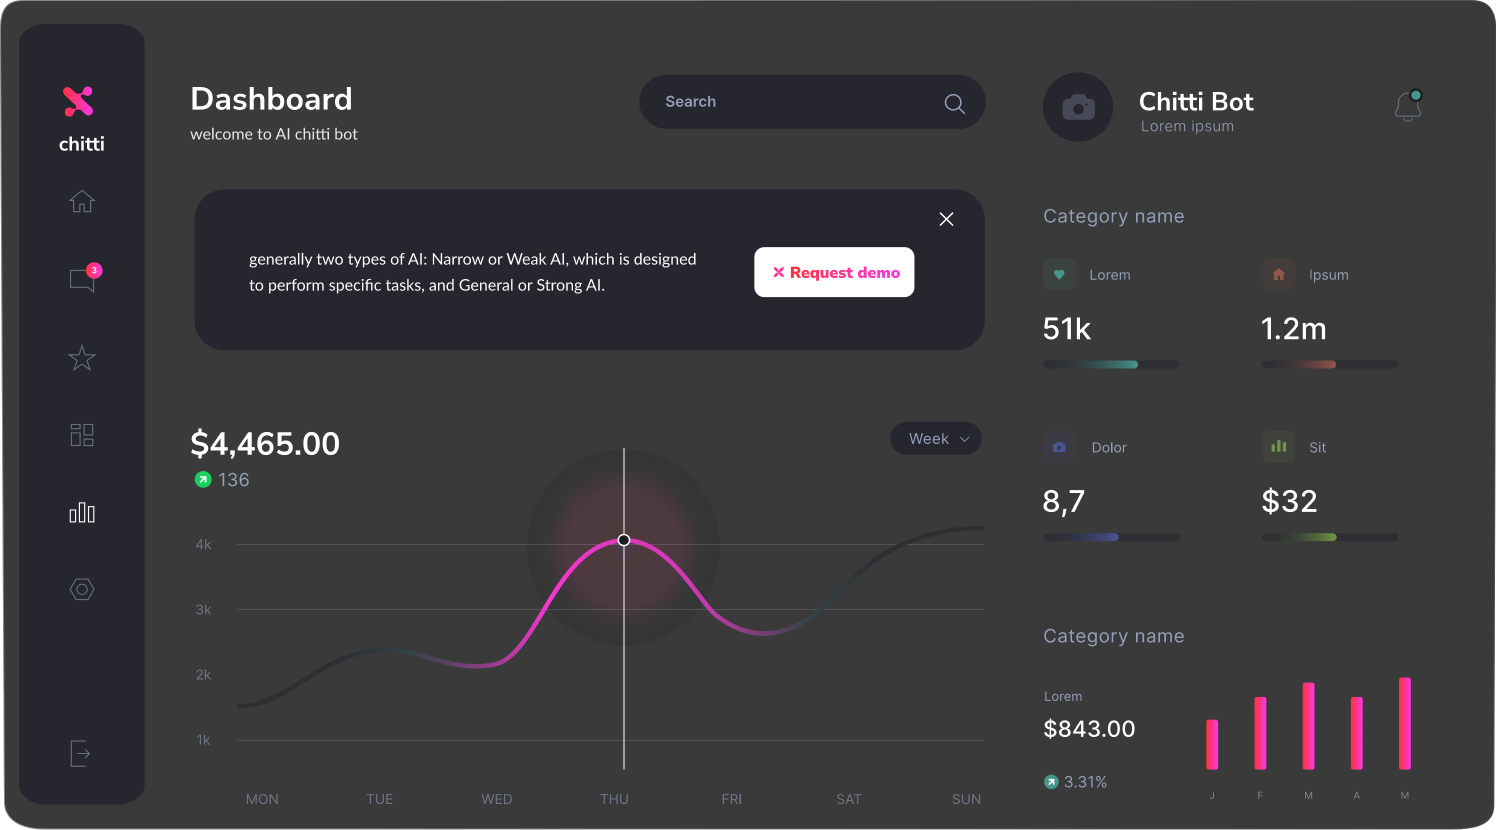 chitti
3
Dashboard
welcome to AI chitti bot
Search
generally two types of AI: Narrow or Weak AI, which is designed
to perform specific tasks, and General or Strong AI.
Request demo
$4,465.00
136
Week
4k
3k
2k
1k
MON TUE WED THU FRI SAT SUN
Chitti Bot
Lorem ipsum
Category name
Lorem
51k
Ipsum
1.2m
Dolor
8,7
Sit
$32
Category name
Lorem
$843.00
3.31%
J F M A M